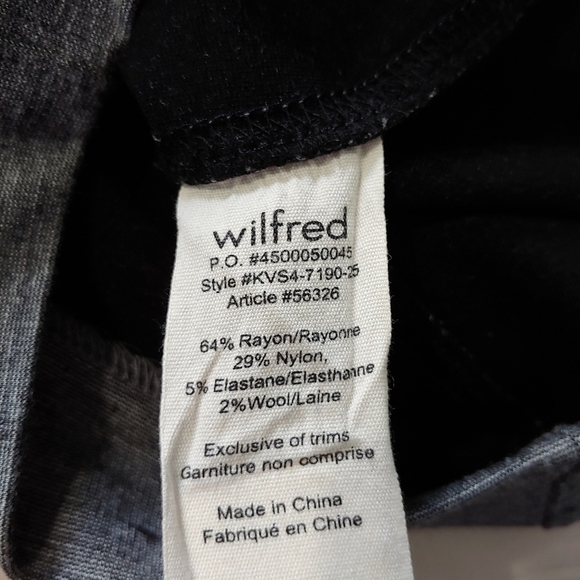 wilfred
P.O. #4500050045
Style #KVS4-7190-25
Article #56326
64% Rayon/Rayonne
29% Nylon,
5% Elastane/Elasthanne
2%Wool/Laine
Exclusive of trims
Garniture non comprise
Made in China
Fabriqué en Chine